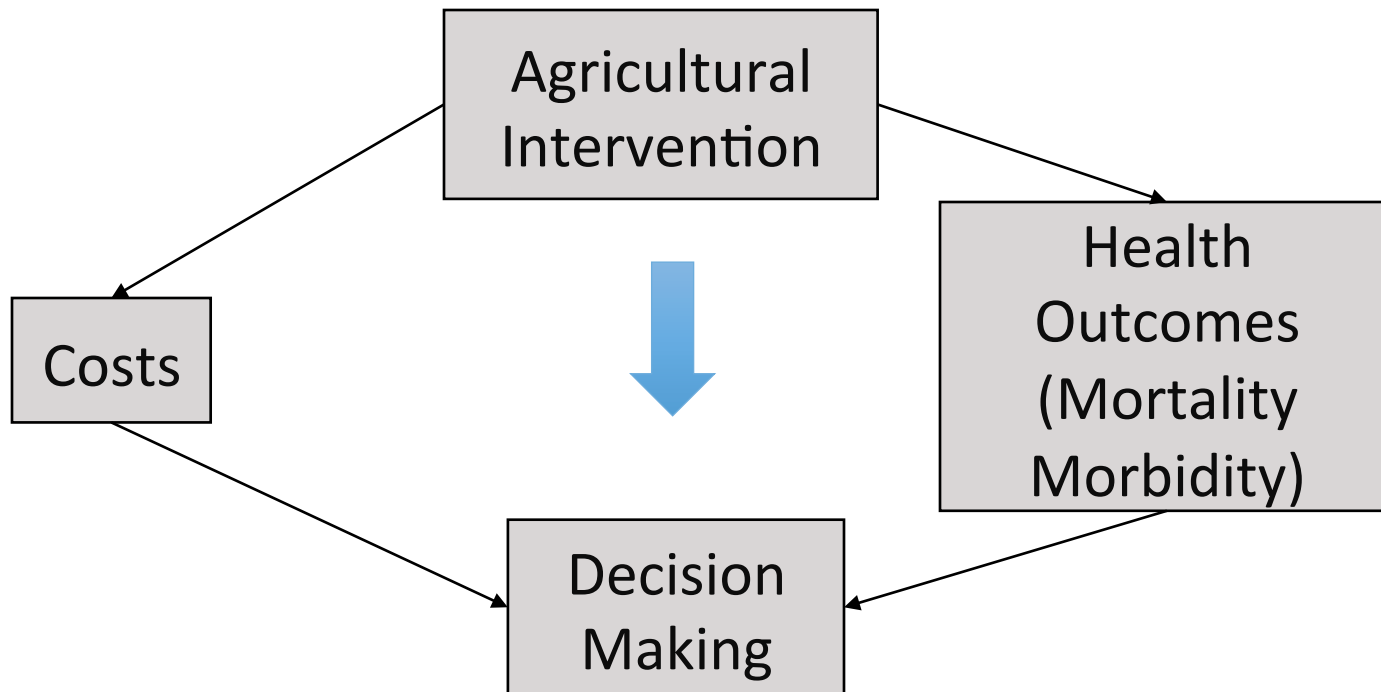 Agricultural
Intervention
Health
Outcomes
(Mortality
Morbidity)
Costs
Decision
Making